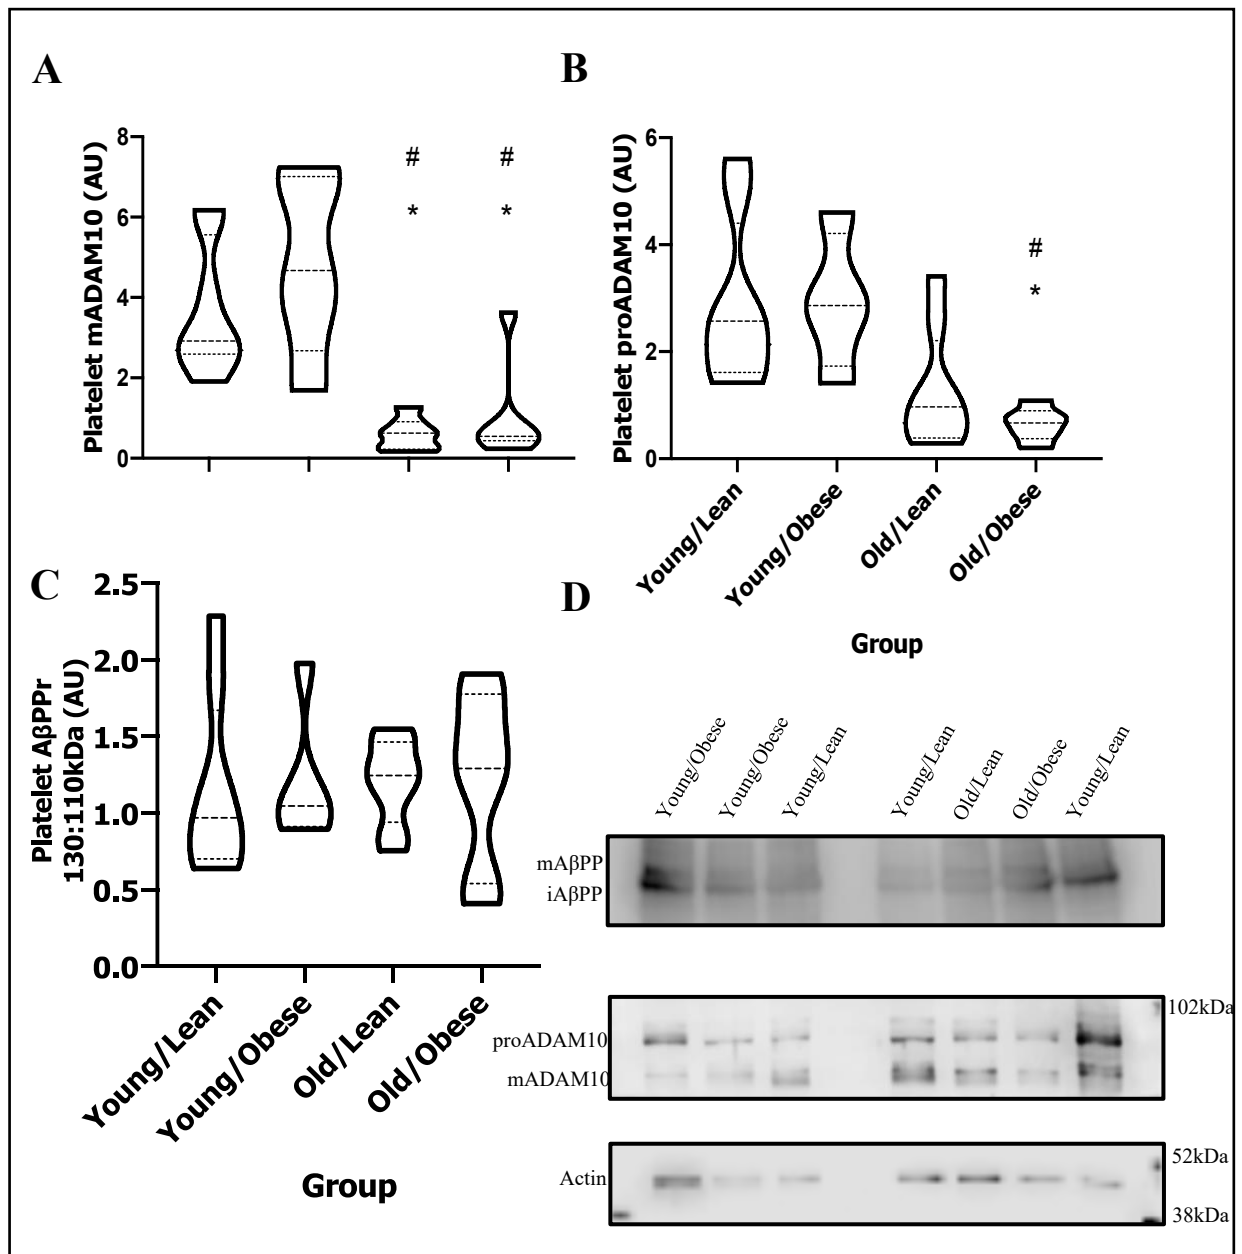 A
Platelet mADAM10 (AU)
8
6
4
2
0
#
*
#
*
B
Platelet proADAM10 (AU)
6
4
2
0
#
*
Young/Lean
Young/Obese
Old/Lean
Old/Obese
Group
C
Platelet AβPPr
130:110kDa (AU)
2.5
2.0
1.5
1.0
0.5
0.0
Young/Lean
Young/Obese
Old/Lean
Old/Obese
Group
D
Young/Obese
Young/Obese
Young/Lean
Young/Lean
Old/Lean
Old/Obese
Young/Lean
mAβPP
iAβPP
102kDa
proADAM10
mADAM10
52kDa
Actin
38kDa